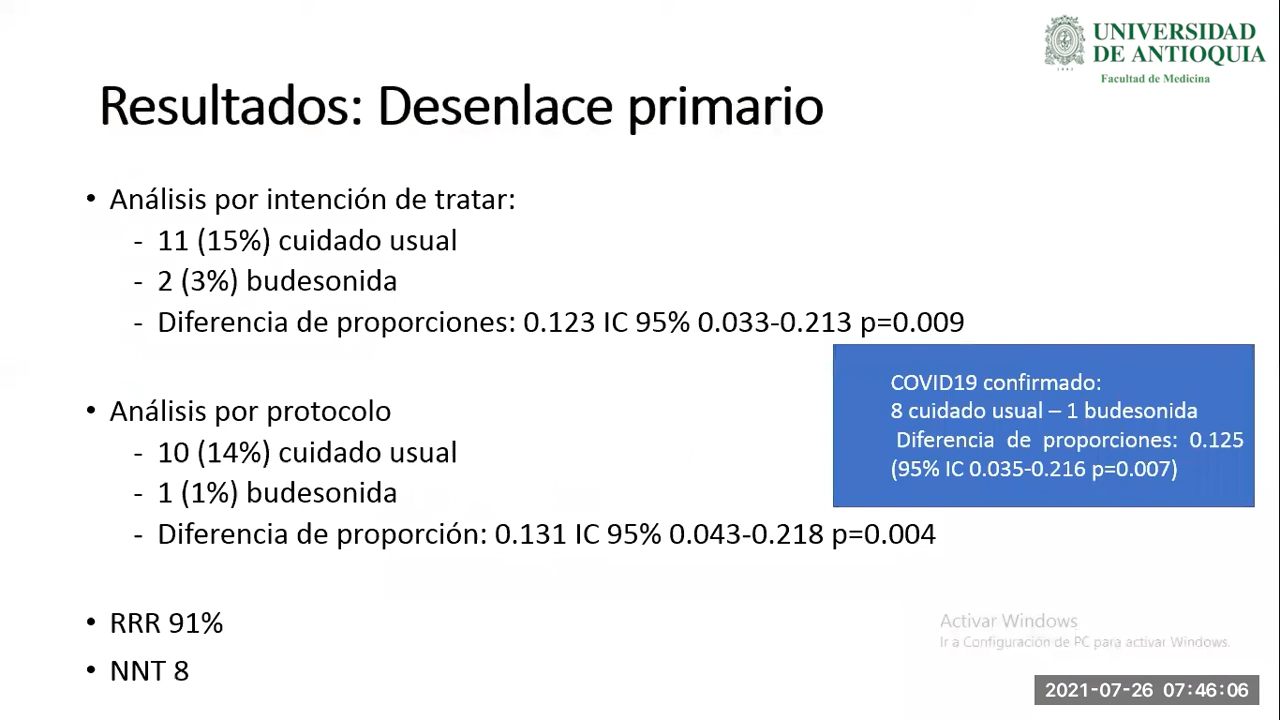 UNIVERSIDAD
DE ANTIOQUIA
Facultad de Medicina
Resultados: Desenlace primario
• Análisis por intención de tratar:
- 11 (15%) cuidado usual
- 2 (3%) budesonida
- Diferencia de proporciones: 0.123 IC 95% 0.033-0.213 p=0.009
COVID19 confirmado:
8 cuidado usual – 1 budesonida
Diferencia de proporciones: 0.125
(95% IC 0.035-0.216 p=0.007)
• Análisis por protocolo
- 10 (14%) cuidado usual
- 1 (1%) budesonida
- Diferencia de proporción: 0.131 IC 95% 0.043-0.218 p=0.004
• RRR 91%
• NNT 8
Activar Windows
Ir a Configuración de PC para activar Windows.
2021-07-26 07:46:06